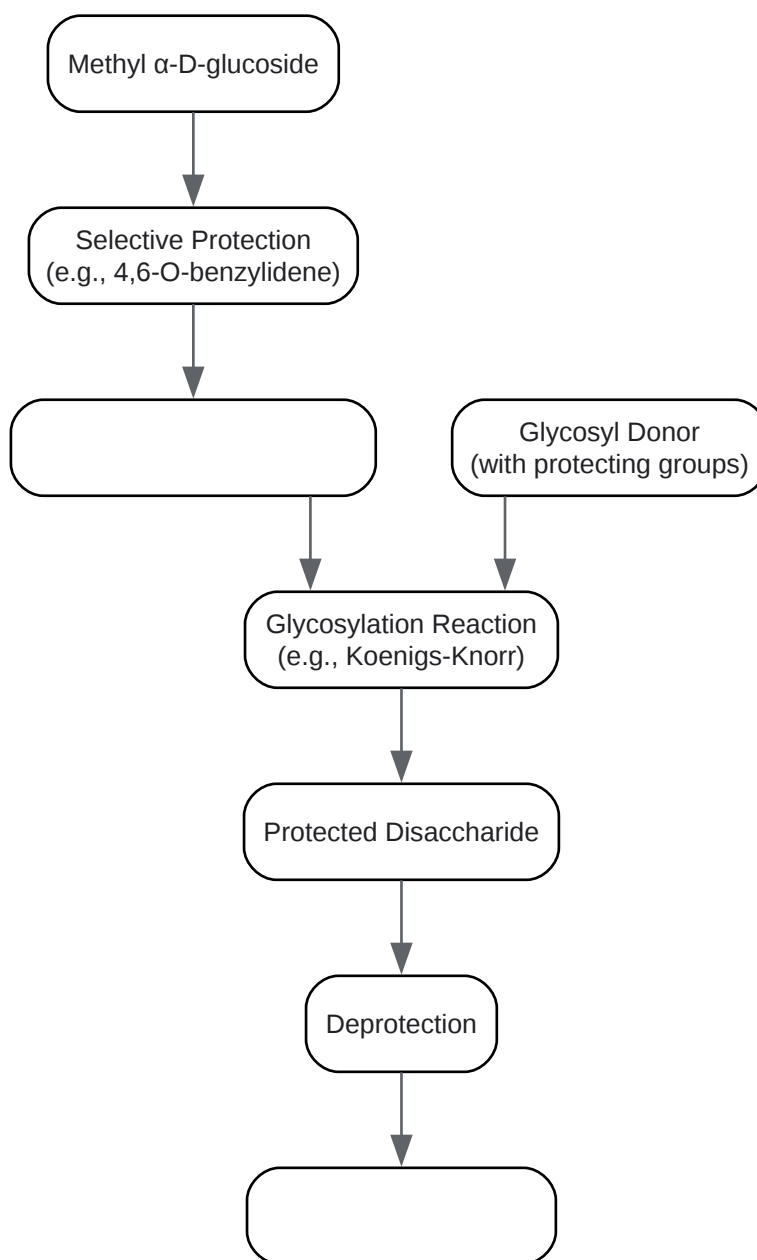 Methyl α-D-glucoside
Selective Protection
(e.g., 4,6-O-benzylidene)
Glycosyl Donor
(with protecting groups)
Glycosylation Reaction
(e.g., Koenigs-Knorr)
Protected Disaccharide
Deprotection